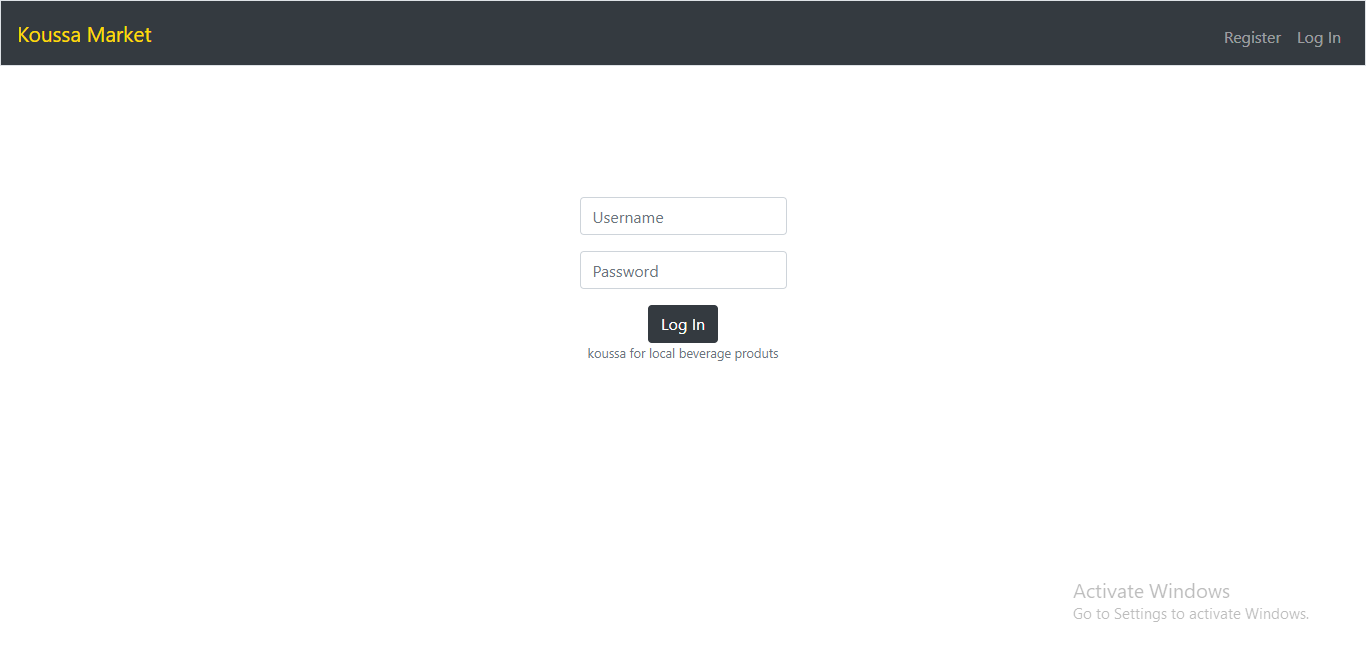 Koussa Market
Register
Log In
Username
Password
Log In
koussa for local beverage produts
Activate Windows
Go to Settings to activate Windows.